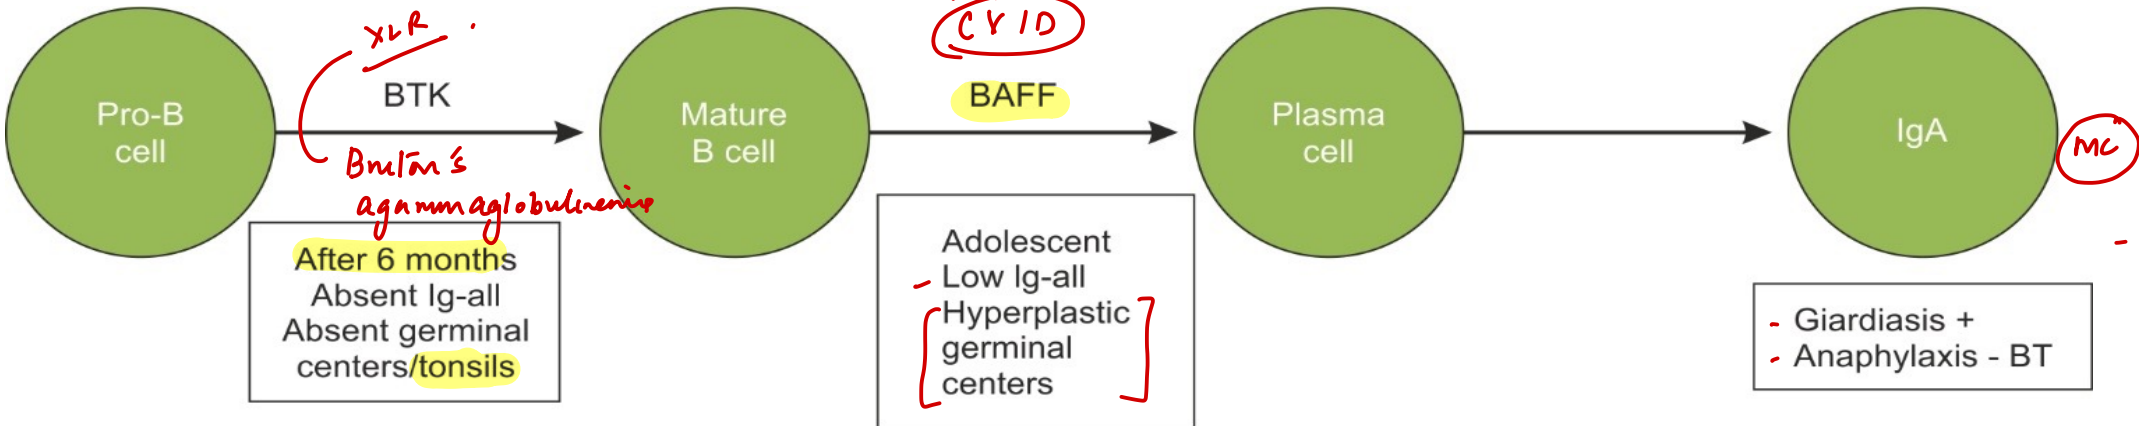 XLR
CVID
BTK
BAFF
Pro-B
cell
Mature
B cell
Plasma
cell
IgA
MC
Bruton's
agammaglobulinemia
After 6 months
Absent Ig-all
Absent germinal
centers/tonsils
Adolescent
Low Ig-all
Hyperplastic
germinal
centers
Giardiasis +
Anaphylaxis - BT